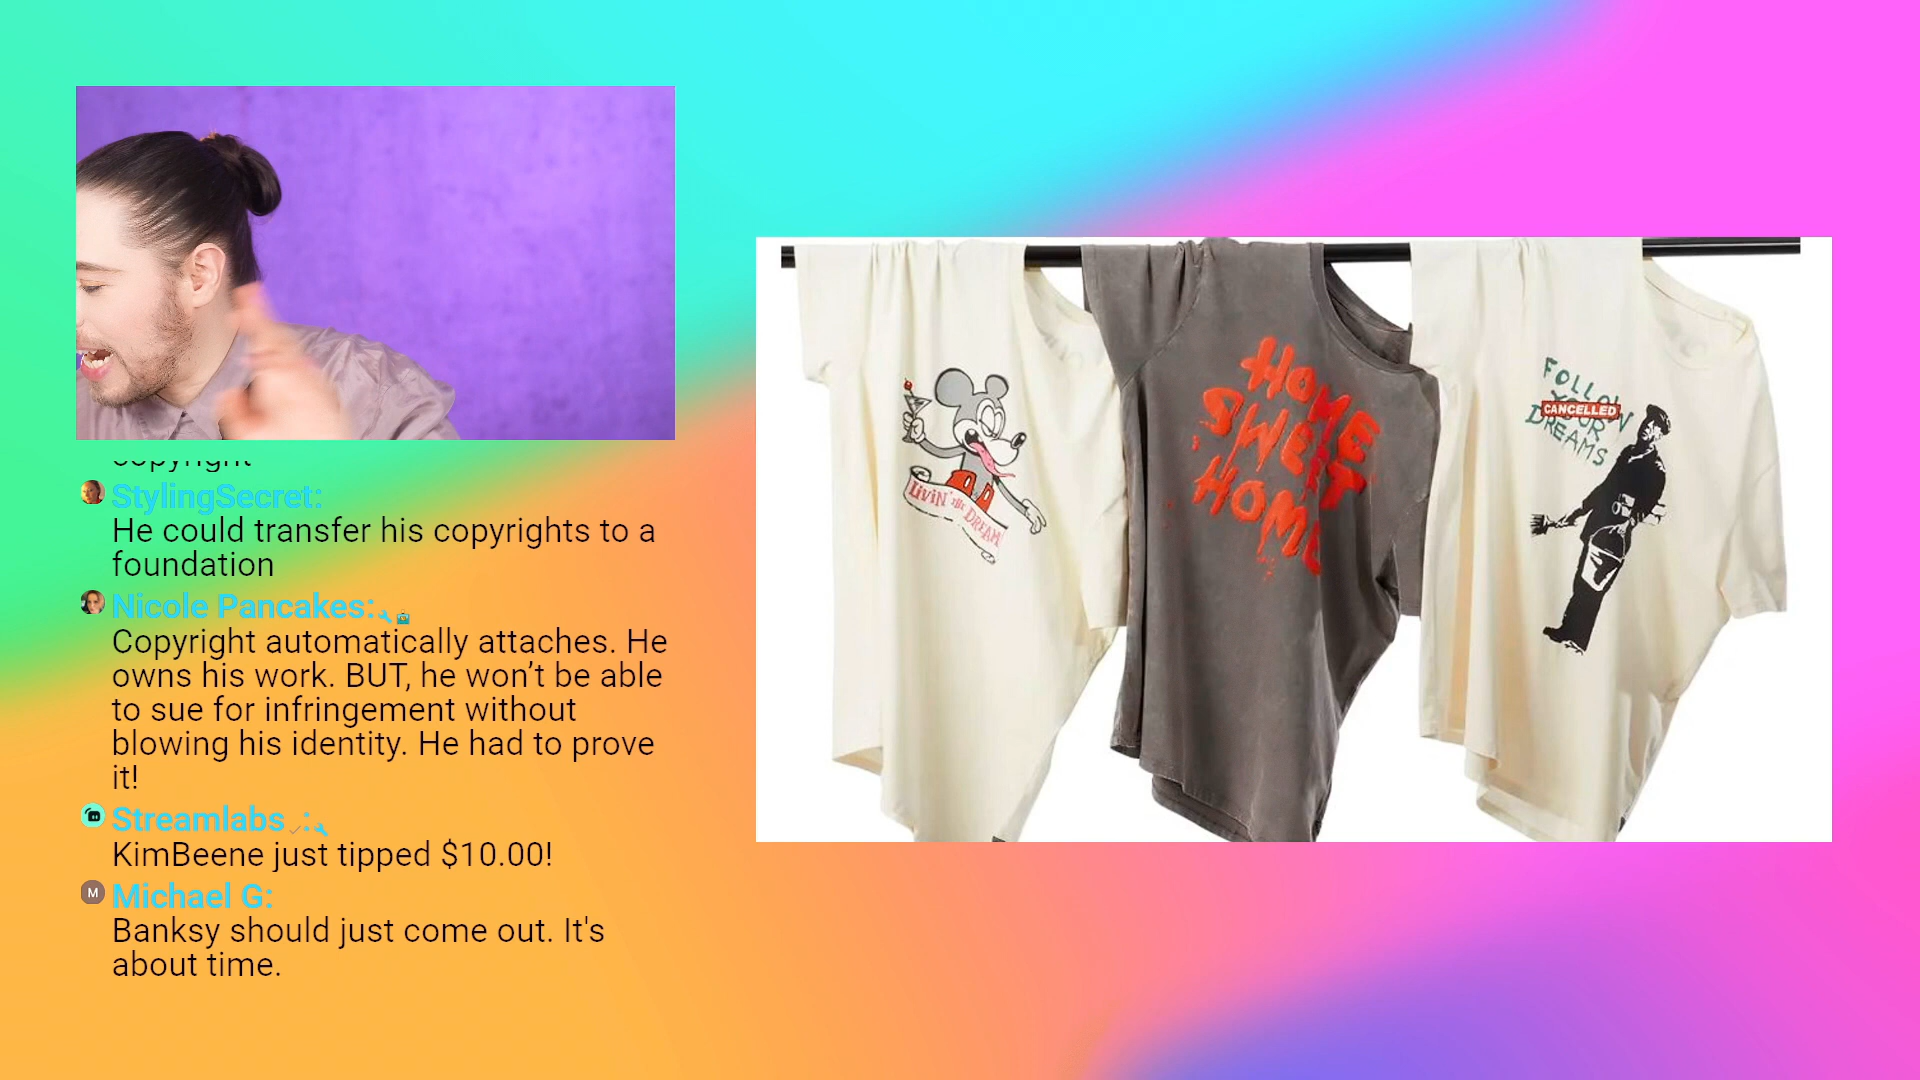 copyright
StylingSecret:
He could transfer his copyrights to a
foundation
Nicole Pancakes:
Copyright automatically attaches. He
owns his work. BUT, he won’t be able
to sue for infringement without
blowing his identity. He had to prove
it!
Streamlabs :
KimBeene just tipped $10.00!
M
Michael G:
Banksy should just come out. It's
about time.
LIVIN' THE DREAM
HOME
SWEET
HOME
FOLLOW
YOUR
CANCELLED
DREAMS